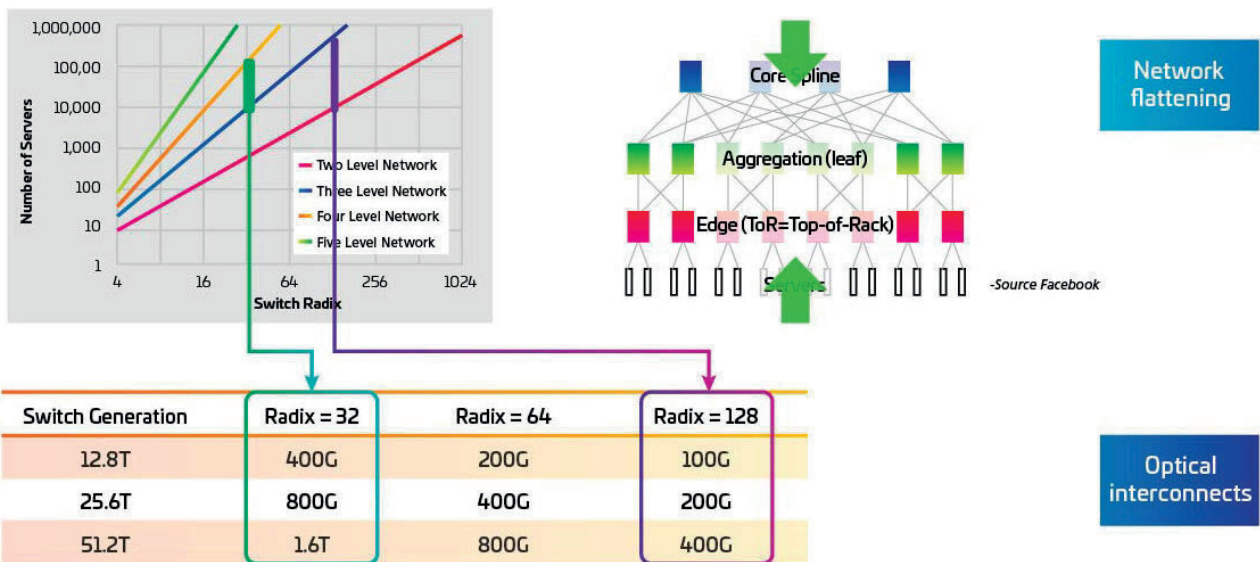 1,000,000
100,00
10,000
1,000
100
10
1
Number of Servers
4
16
64
256
1024
Switch Radix
Two Level Network
Three Level Network
Four Level Network
Five Level Network
Core Spline
Aggregation (leaf)
Edge (ToR=Top-of-Rack)
Servers
-Source Facebook
Network
flattening
Switch Generation Radix = 32 Radix = 64 Radix = 128
12.8T 400G 200G 100G
25.6T 800G 400G 200G
51.2T 1.6T 800G 400G
Optical
interconnects